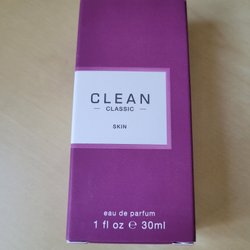 CLEAN
— CLASSIC —
SKIN
eau de parfum
1 fl oz ℮ 30ml